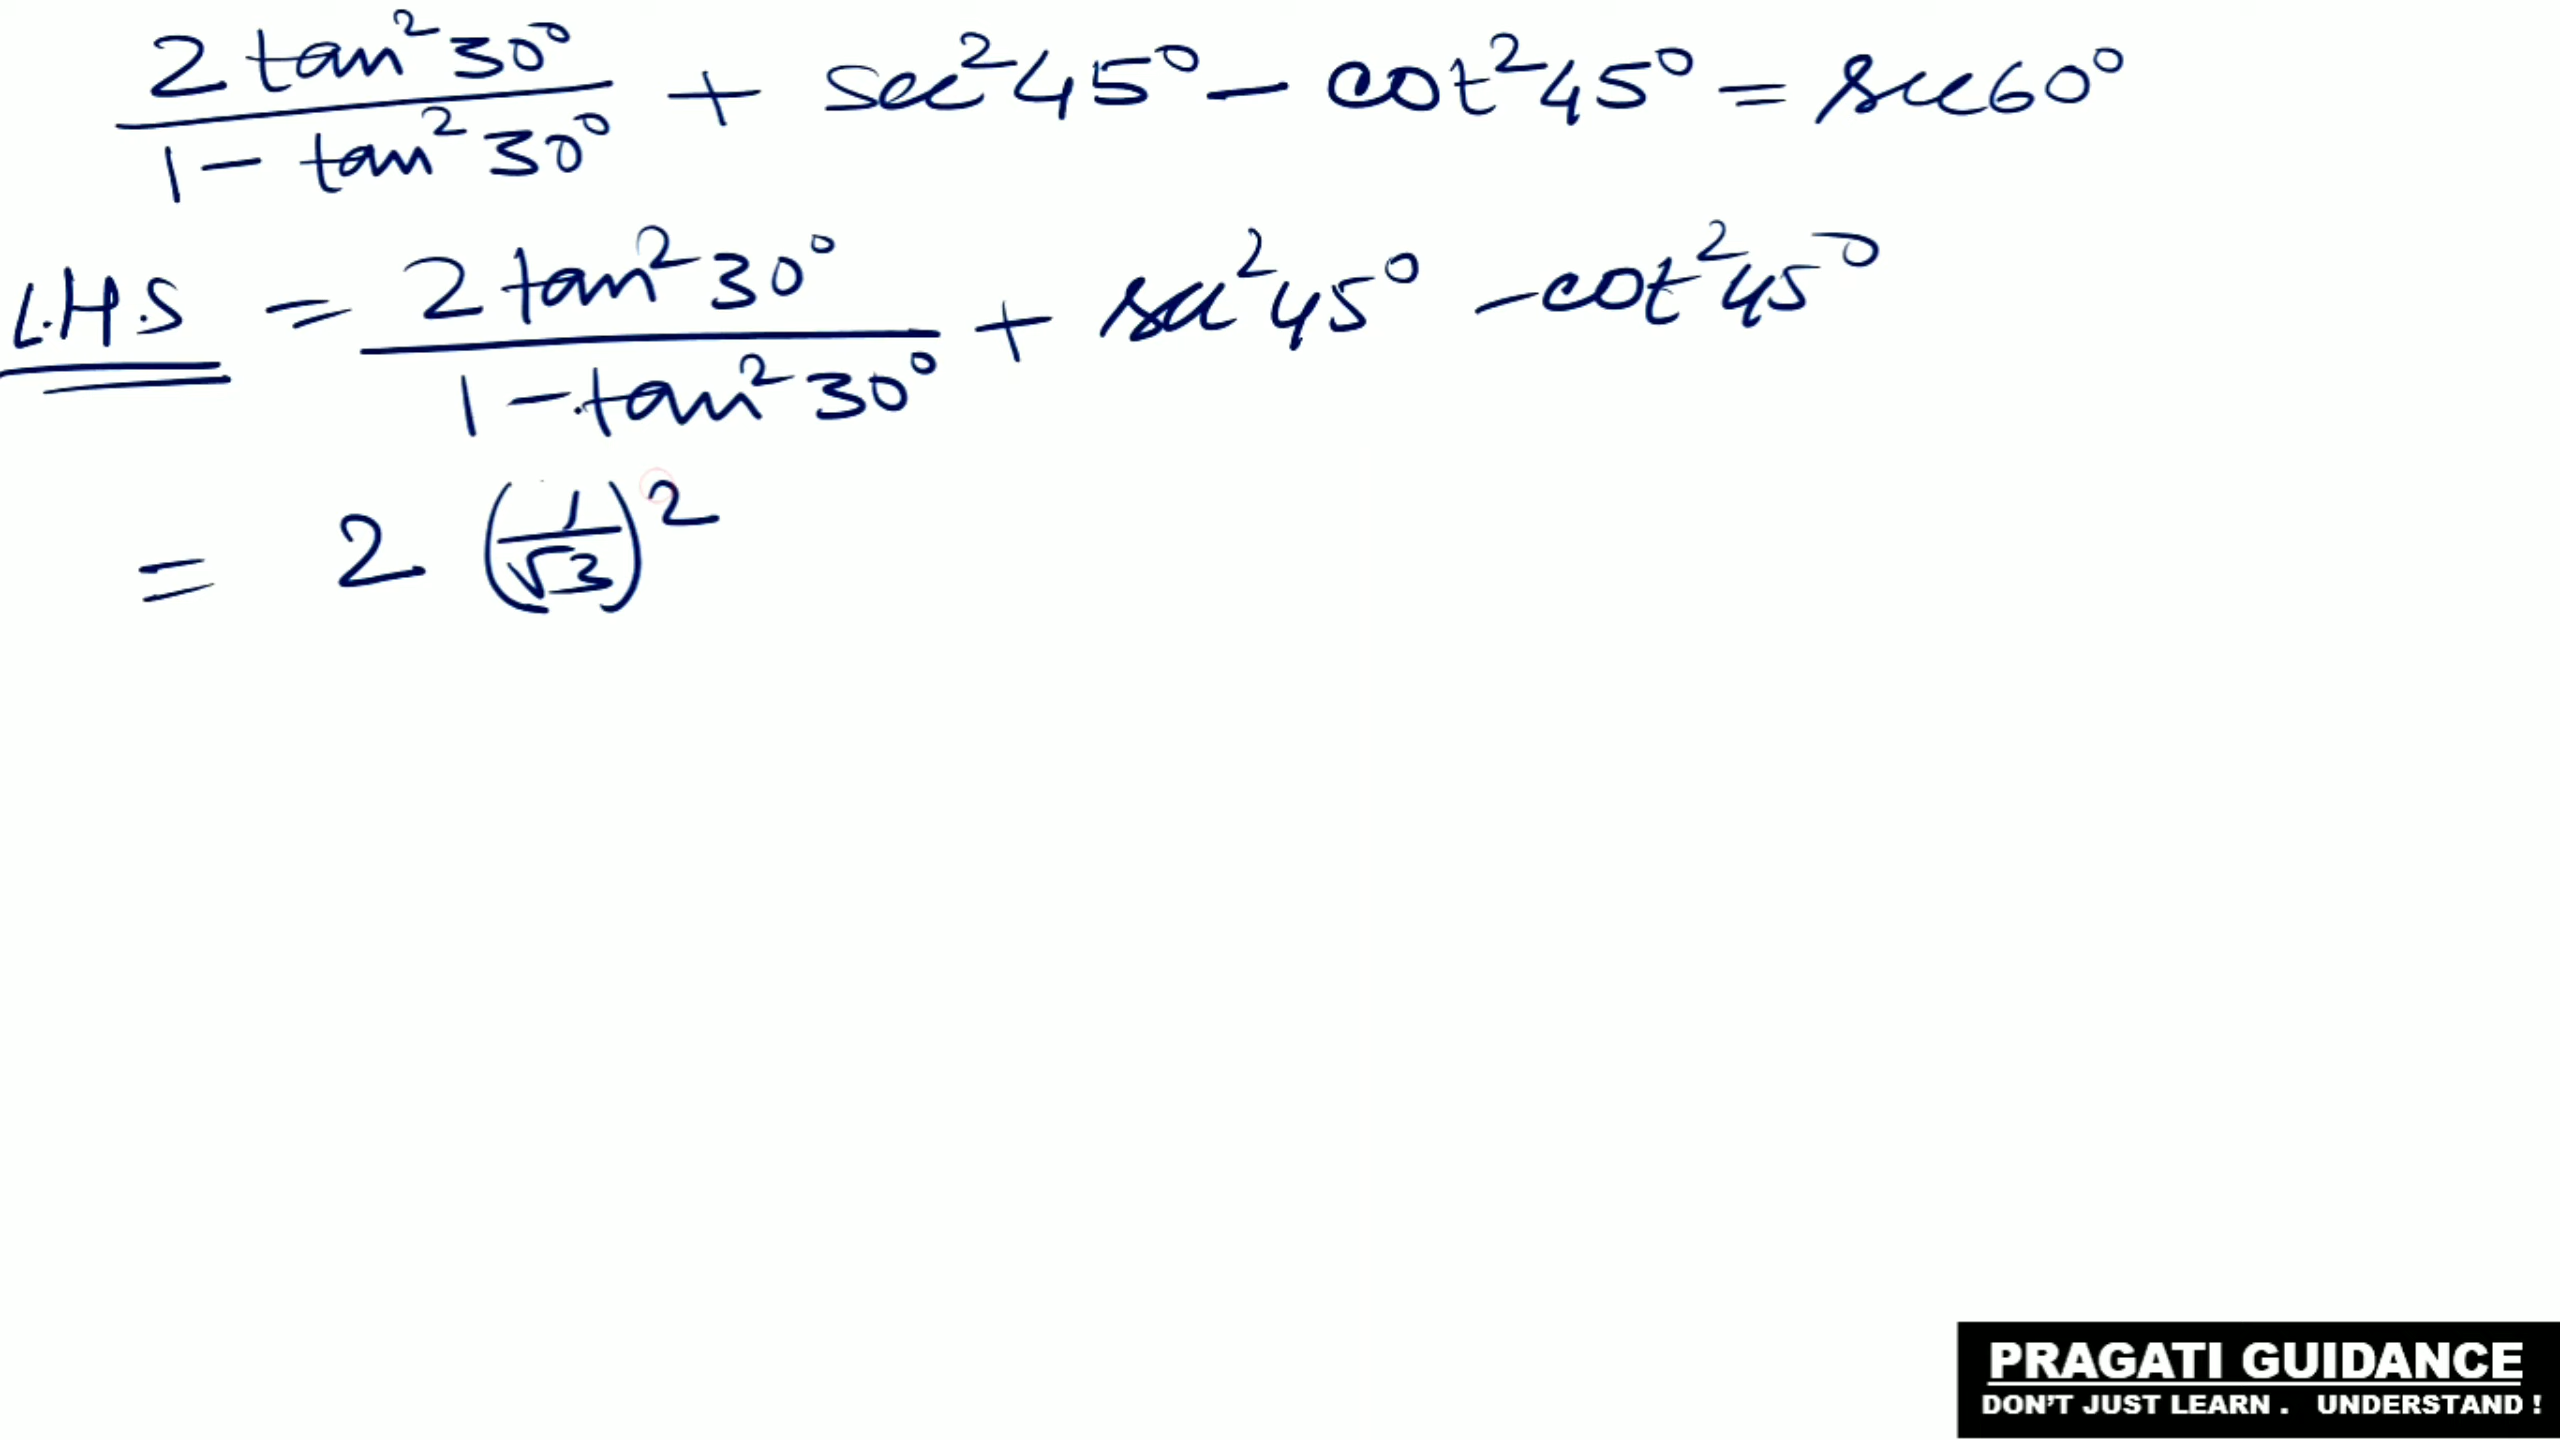 2 tan²30°
1 - tan²30° + sec²45° - cot²45° = sec60°
L.H.S = 2 tan²30°
1 - tan²30° + sec²45° - cot²45°
= 2 (1/√3)²
PRAGATI GUIDANCE
DON'T JUST LEARN . UNDERSTAND !